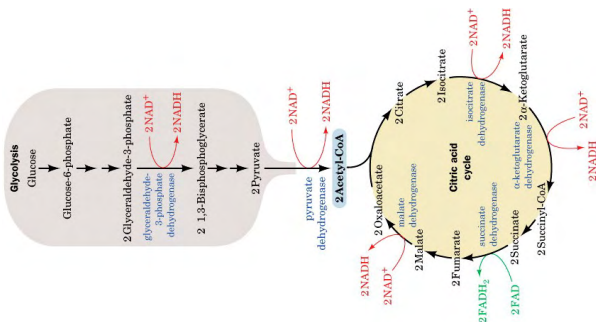 Glycolysis
Glucose
Glucose-6-phosphate
2 Glyceraldehyde-3-phosphate
glyceraldehyde-
3-phosphate
dehydrogenase
2NAD⁺
2NADH
2 1,3-Bisphosphoglycerate
2 Pyruvate
pyruvate
dehydrogenase
2NAD⁺
2NADH
2 Acetyl-CoA
Citric acid
cycle
2 Oxaloacetate
2 Citrate
2 Isocitrate
isocitrate
dehydrogenase
2NAD⁺
2NADH
2 α-Ketoglutarate
α-ketoglutarate
dehydrogenase
2NAD⁺
2NADH
2 Succinyl-CoA
2 Succinate
succinate
dehydrogenase
2FAD
2FADH₂
2 Fumarate
2 Malate
malate
dehydrogenase
2NAD⁺
2NADH